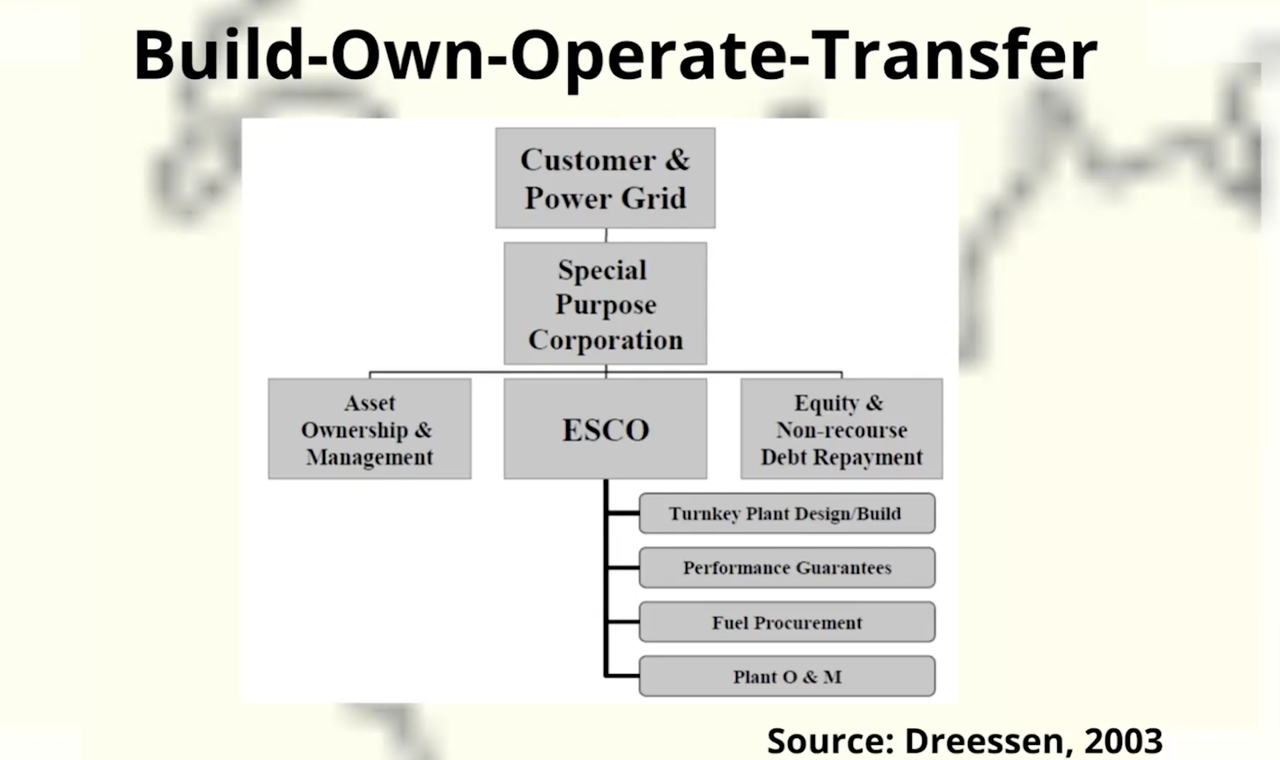 Build-Own-Operate-Transfer
Customer &
Power Grid
Special
Purpose
Corporation
Asset
Ownership &
Management
ESCO
Equity &
Non-recourse
Debt Repayment
Turnkey Plant Design/Build
Performance Guarantees
Fuel Procurement
Plant O & M
Source: Dreessen, 2003